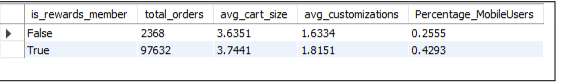 is_rewards_member total_orders avg_cart_size avg_customizations Percentage_MobileUsers
False 2368 3.6351 1.6334 0.2555
True 97632 3.7441 1.8151 0.4293